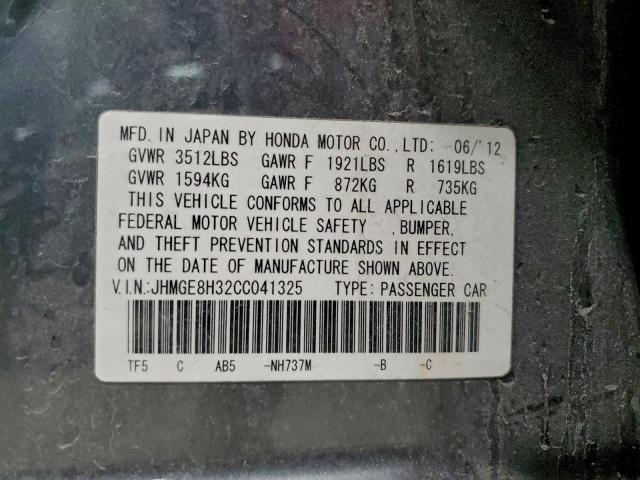 MFD. IN JAPAN BY HONDA MOTOR CO., LTD: 06/'12
GVWR 3512LBS GAWR F 1921LBS R 1619LBS
GVWR 1594KG GAWR F 872KG R 735KG
THIS VEHICLE CONFORMS TO ALL APPLICABLE
FEDERAL MOTOR VEHICLE SAFETY , BUMPER,
AND THEFT PREVENTION STANDARDS IN EFFECT
ON THE DATE OF MANUFACTURE SHOWN ABOVE.
V.I.N.:JHMGE8H32CC041325 TYPE: PASSENGER CAR
TF5 C AB5 -NH737M -B -C